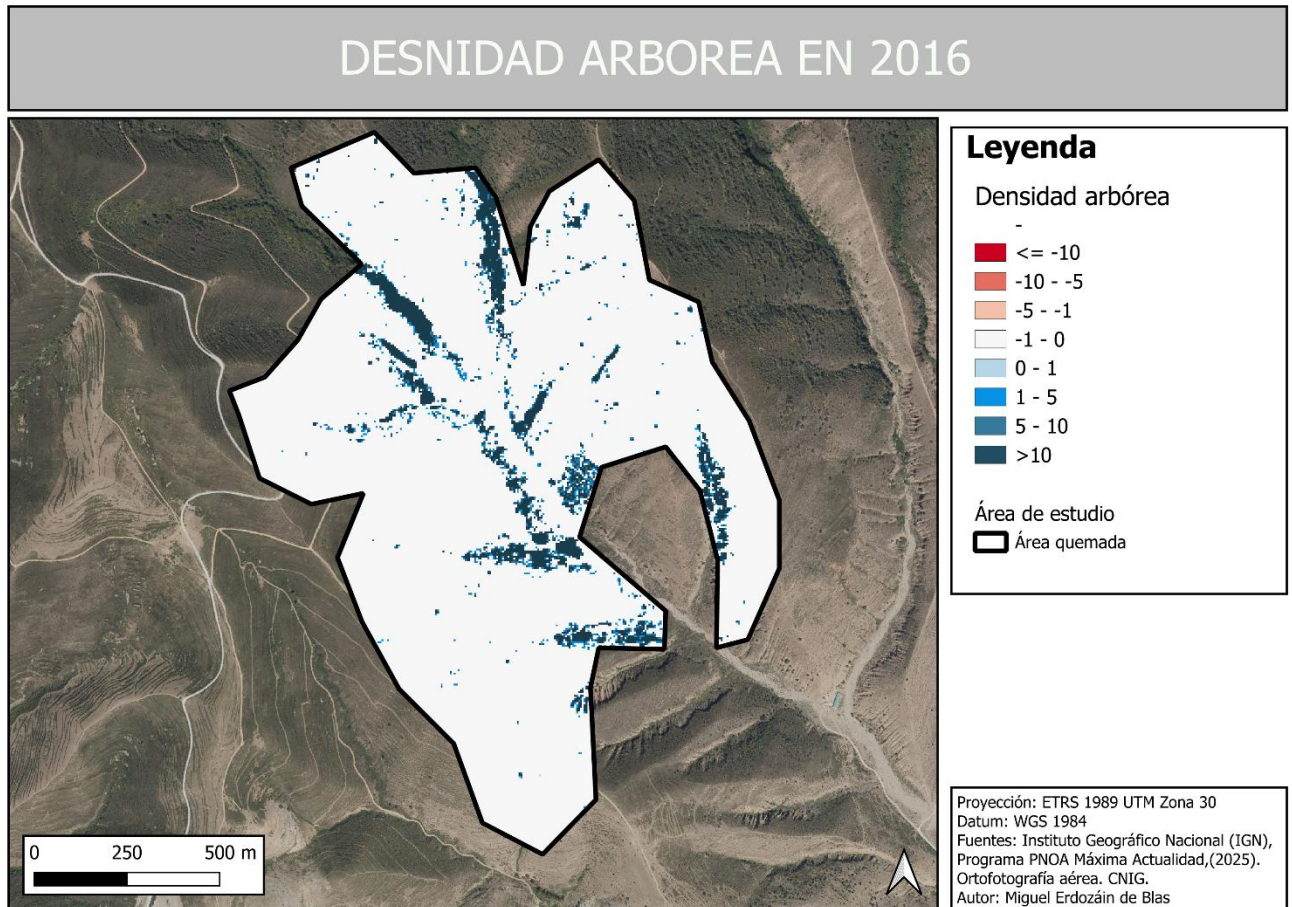 DESNIDAD ARBOREA EN 2016
Leyenda
Densidad arbórea
-
<= -10
-10 - -5
-5 - -1
-1 - 0
0 - 1
1 - 5
5 - 10
>10
Área de estudio
Área quemada
0 250 500 m
Proyección: ETRS 1989 UTM Zona 30
Datum: WGS 1984
Fuentes: Instituto Geográfico Nacional (IGN),
Programa PNOA Máxima Actualidad,(2025).
Ortofotografía aérea. CNIG.
Autor: Miguel Erdozáin de Blas